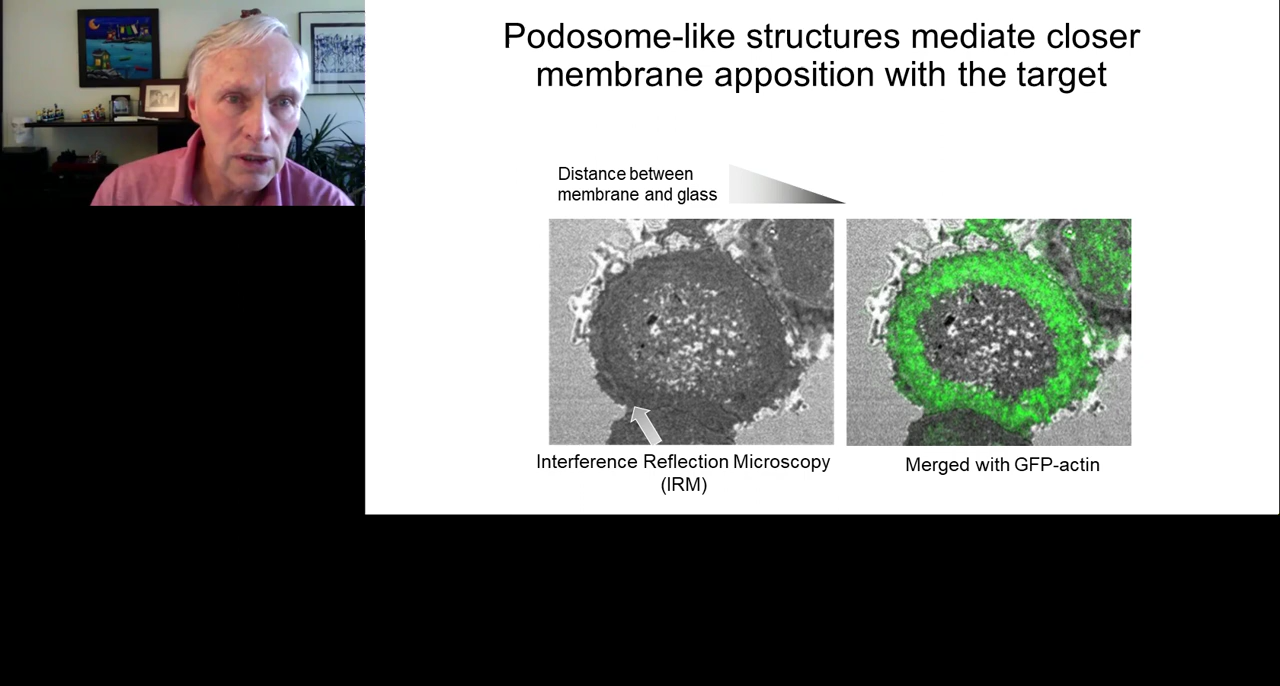 Podosome-like structures mediate closer
membrane apposition with the target
Distance between
membrane and glass
Interference Reflection Microscopy
(IRM)
Merged with GFP-actin